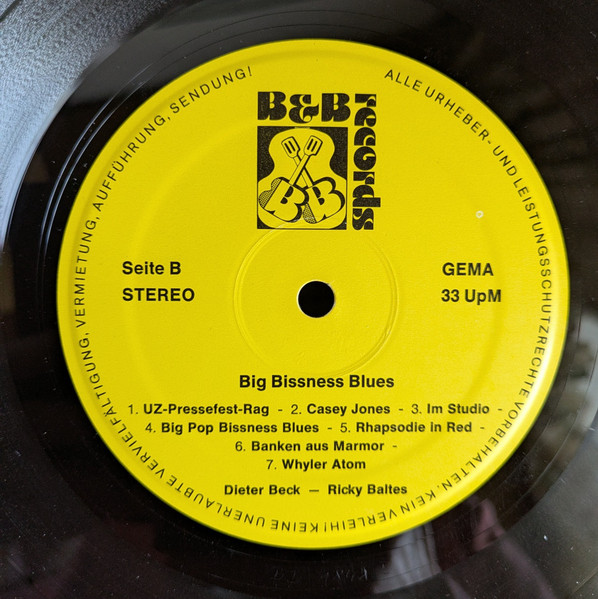 ALLE URHEBER- UND LEISTUNGSSCHUTZRECHTE VORBEHALTEN. KEIN VERLEIH! KEINE UNERLAUBTE VERVIELFÄLTIGUNG, VERMIETUNG, AUFFÜHRUNG, SENDUNG!
B&B records
B B
Seite B
STEREO
GEMA
33 UpM
Big Bissness Blues
1. UZ-Pressefest-Rag - 2. Casey Jones - 3. Im Studio -
4. Big Pop Bissness Blues - 5. Rhapsodie in Red -
6. Banken aus Marmor -
7. Whyler Atom
Dieter Beck — Ricky Baltes